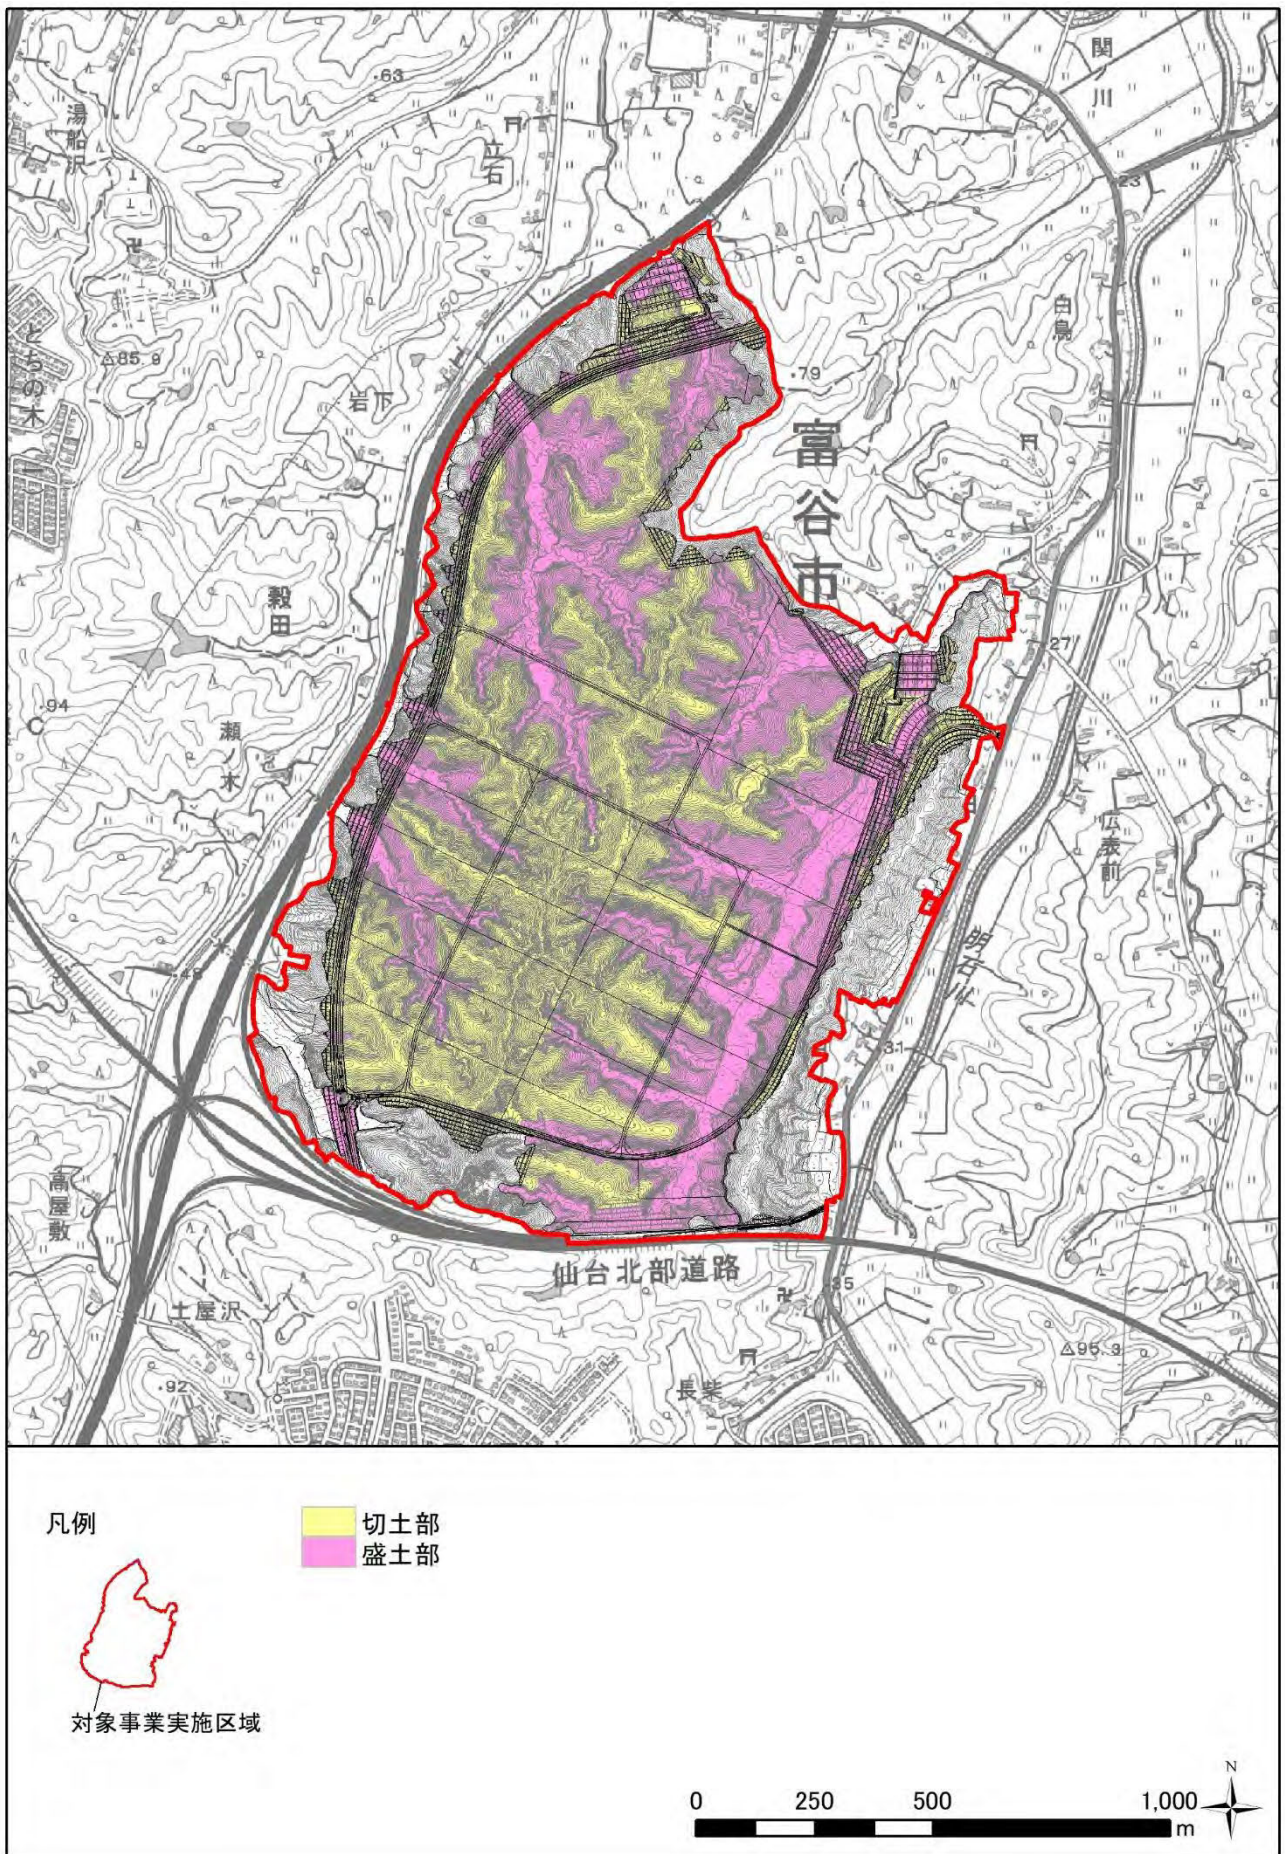 関ノ川
・63
湯船沢
立石
23
50
白鳥
とちの木(二)
△85.9
・79
岩下
富谷市
穀田
27
・94
瀬ノ木
広表前
明石川
48
31
高屋敷
仙台北部道路
土屋沢
35
△95.3
・92
長柴
凡例
切土部
盛土部
対象事業実施区域
N
0 250 500 1,000
m